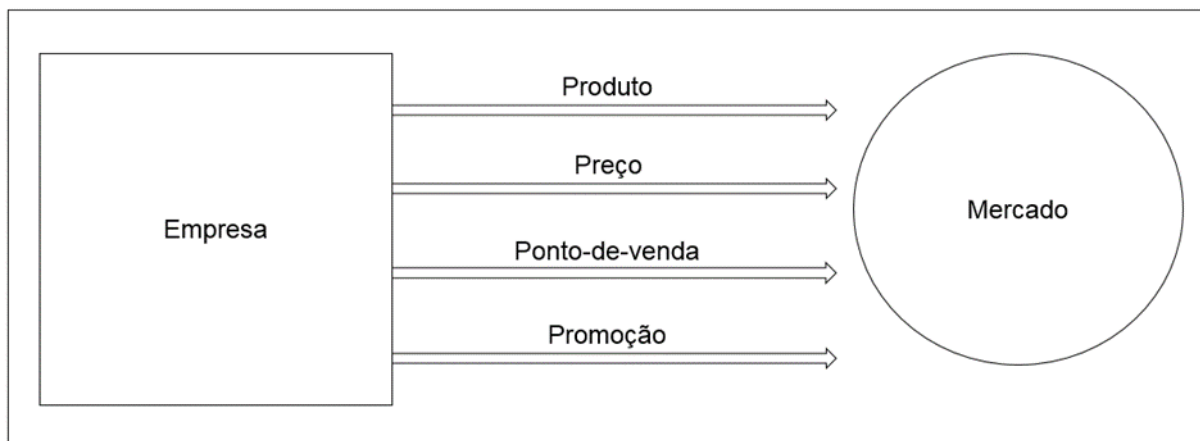 Produto
Preço
Empresa
Mercado
Ponto-de-venda
Promoção